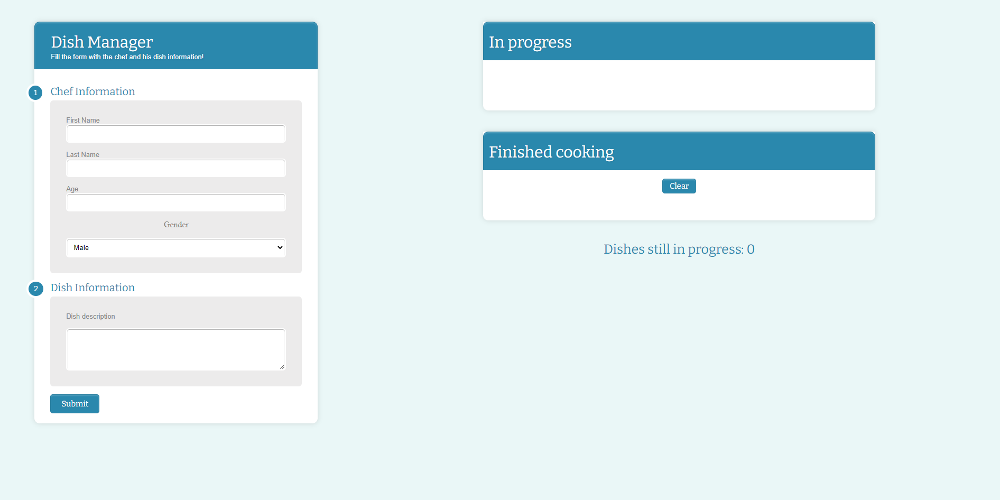 Dish Manager
Fill the form with the chef and his dish information!
1
Chef Information
First Name
Last Name
Age
Gender
Male
2
Dish Information
Dish description
Submit
In progress
Finished cooking
Clear
Dishes still in progress: 0